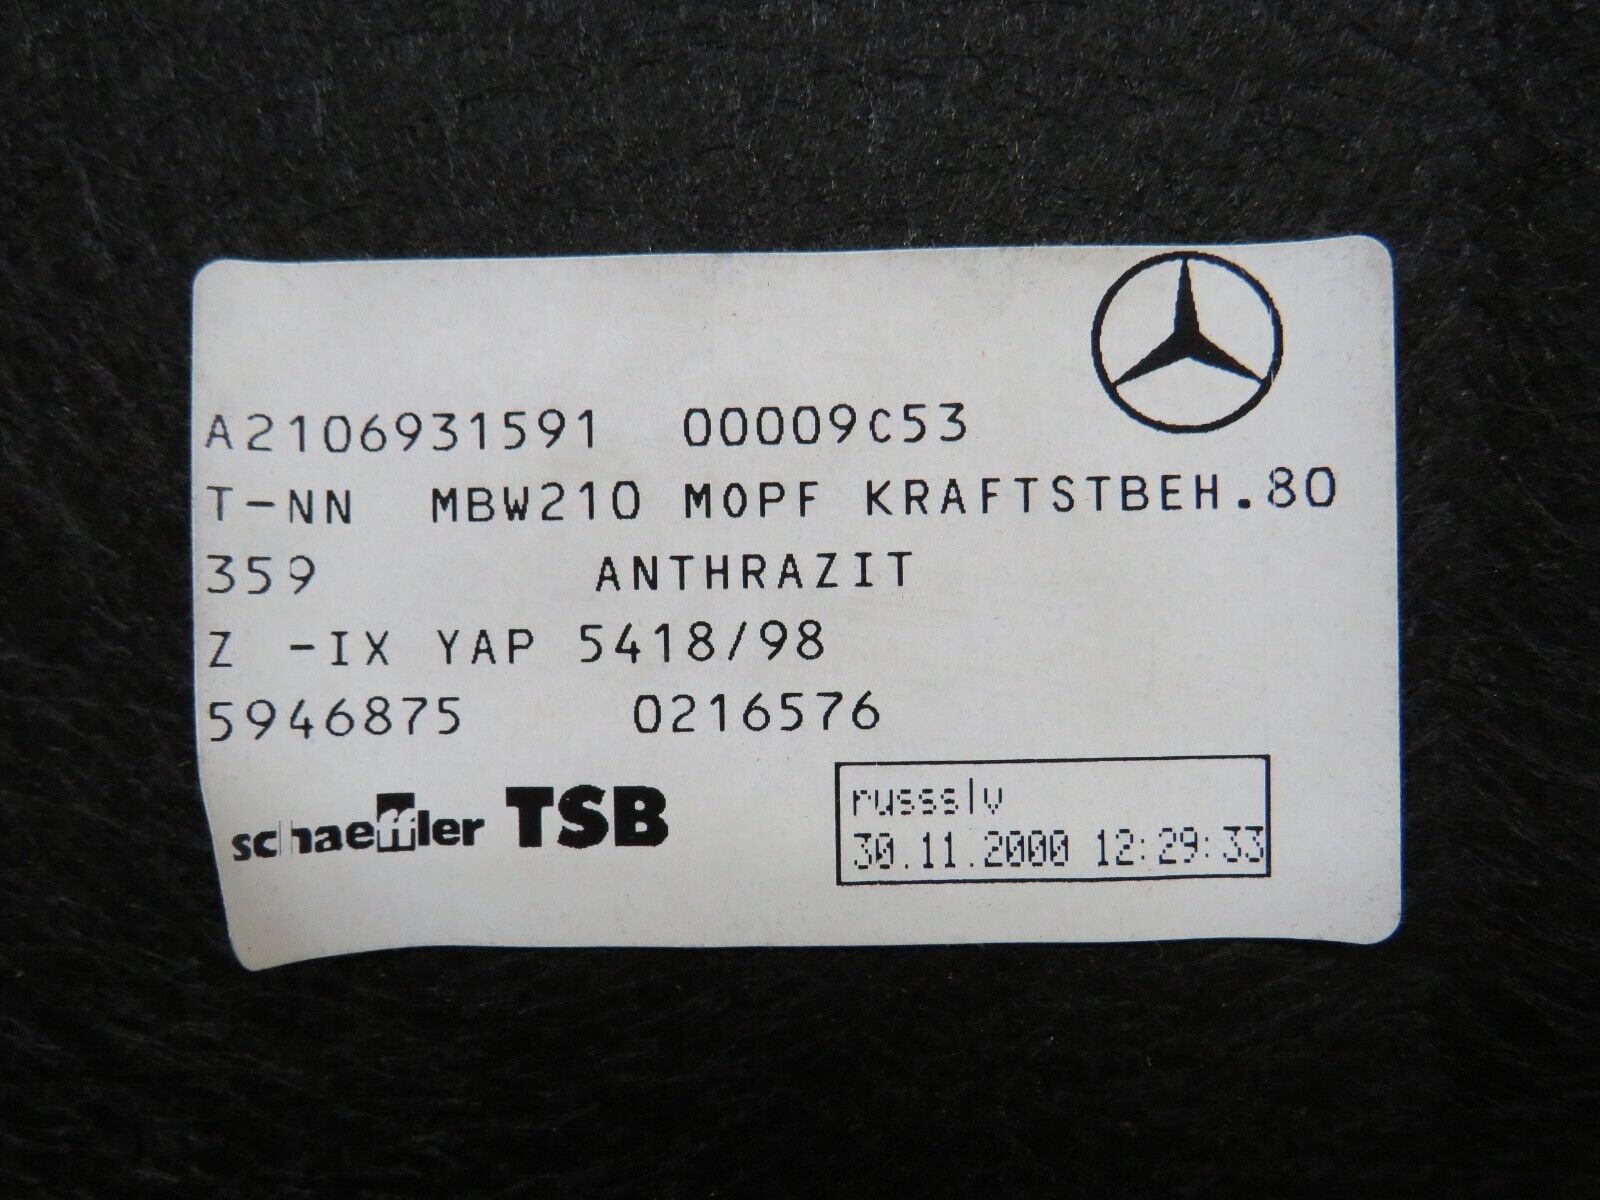 A2106931591 00009C53
T-NN MBW210 MOPF KRAFTSTBEH.80
359 ANTHRAZIT
Z -IX YAP 5418/98
5946875 0216576
schaeffler TSB
russslv
30.11.2000 12:29:33